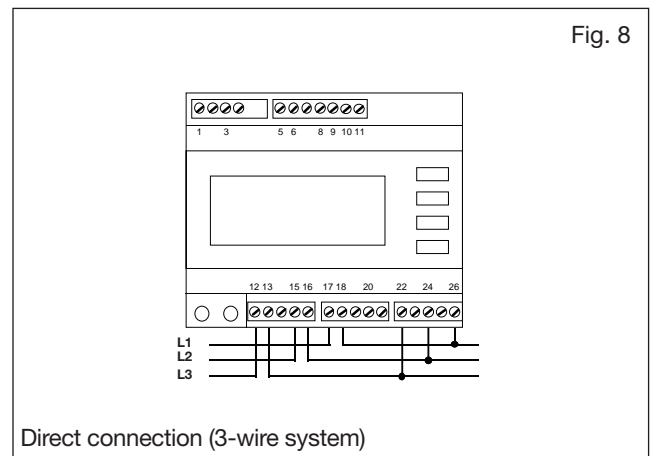 Fig. 8
1 3 5 6 8 9 10 11
12 13 15 16 17 18 20 22 24 26
L1
L2
L3
Direct connection (3-wire system)